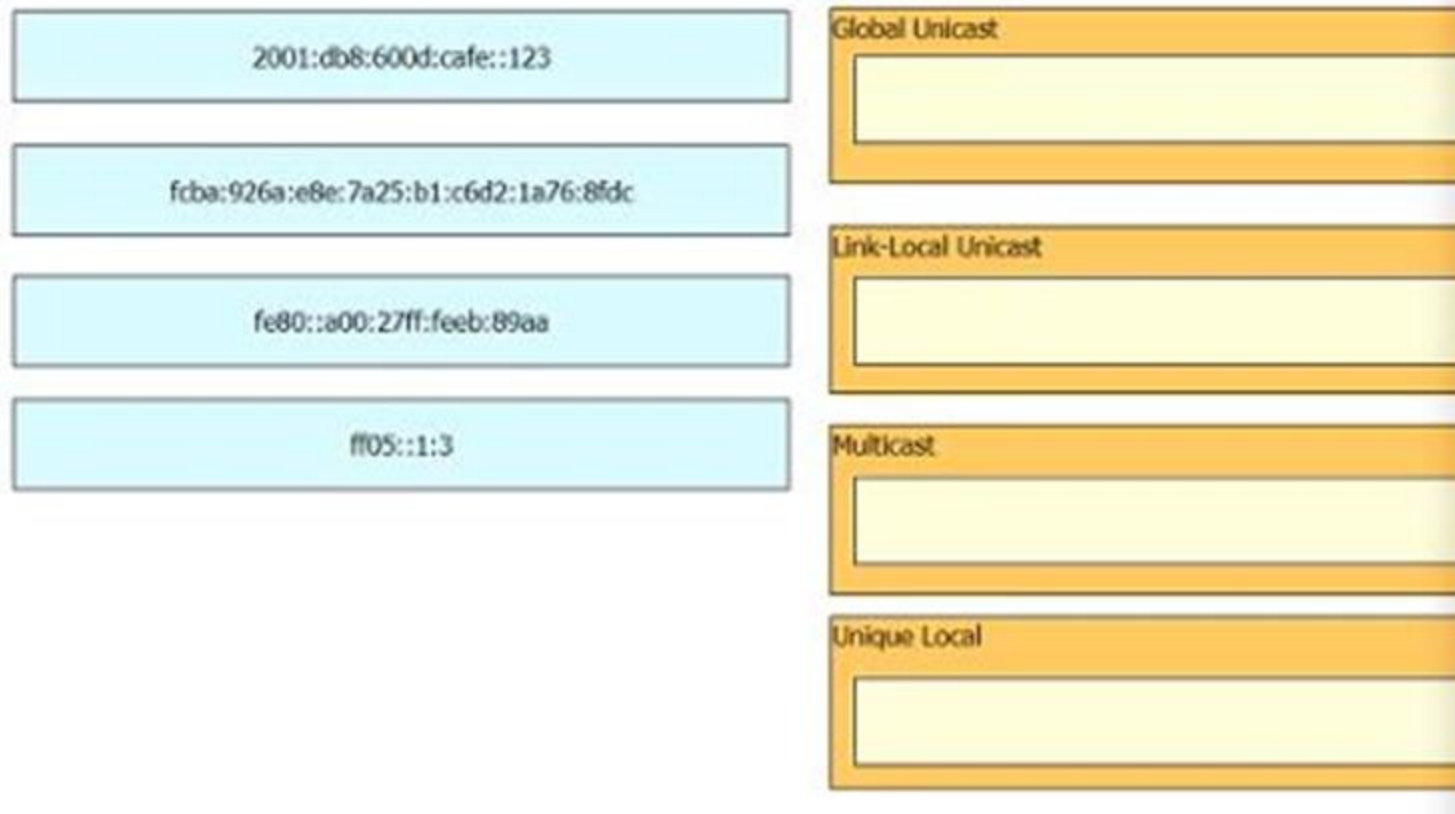 2001:db8:600d:cafe::123
fcba:926a:e8e:7a25:b1:c6d2:1a76:8fdc
fe80::a00:27ff:feeb:89aa
ff05::1:3
Global Unicast
Link-Local Unicast
Multicast
Unique Local